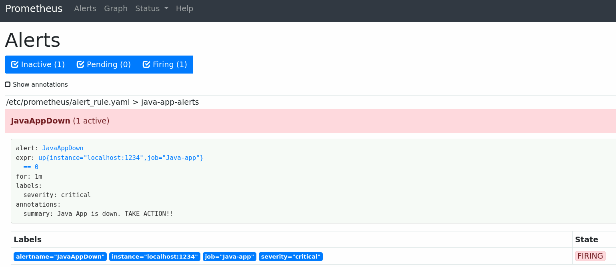 Prometheus Alerts Graph Status Help
Alerts
Inactive (1) Pending (0) Firing (1)
Show annotations
/etc/prometheus/alert_rule.yaml > java-app-alerts
JavaAppDown (1 active)
alert: JavaAppDown
expr: up{instance="localhost:1234",job="Java-app"}
== 0
for: 1m
labels:
severity: critical
annotations:
summary: Java App is down. TAKE ACTION!!
Labels State
alertname="JavaAppDown" instance="localhost:1234" job="Java-app" severity="critical" FIRING